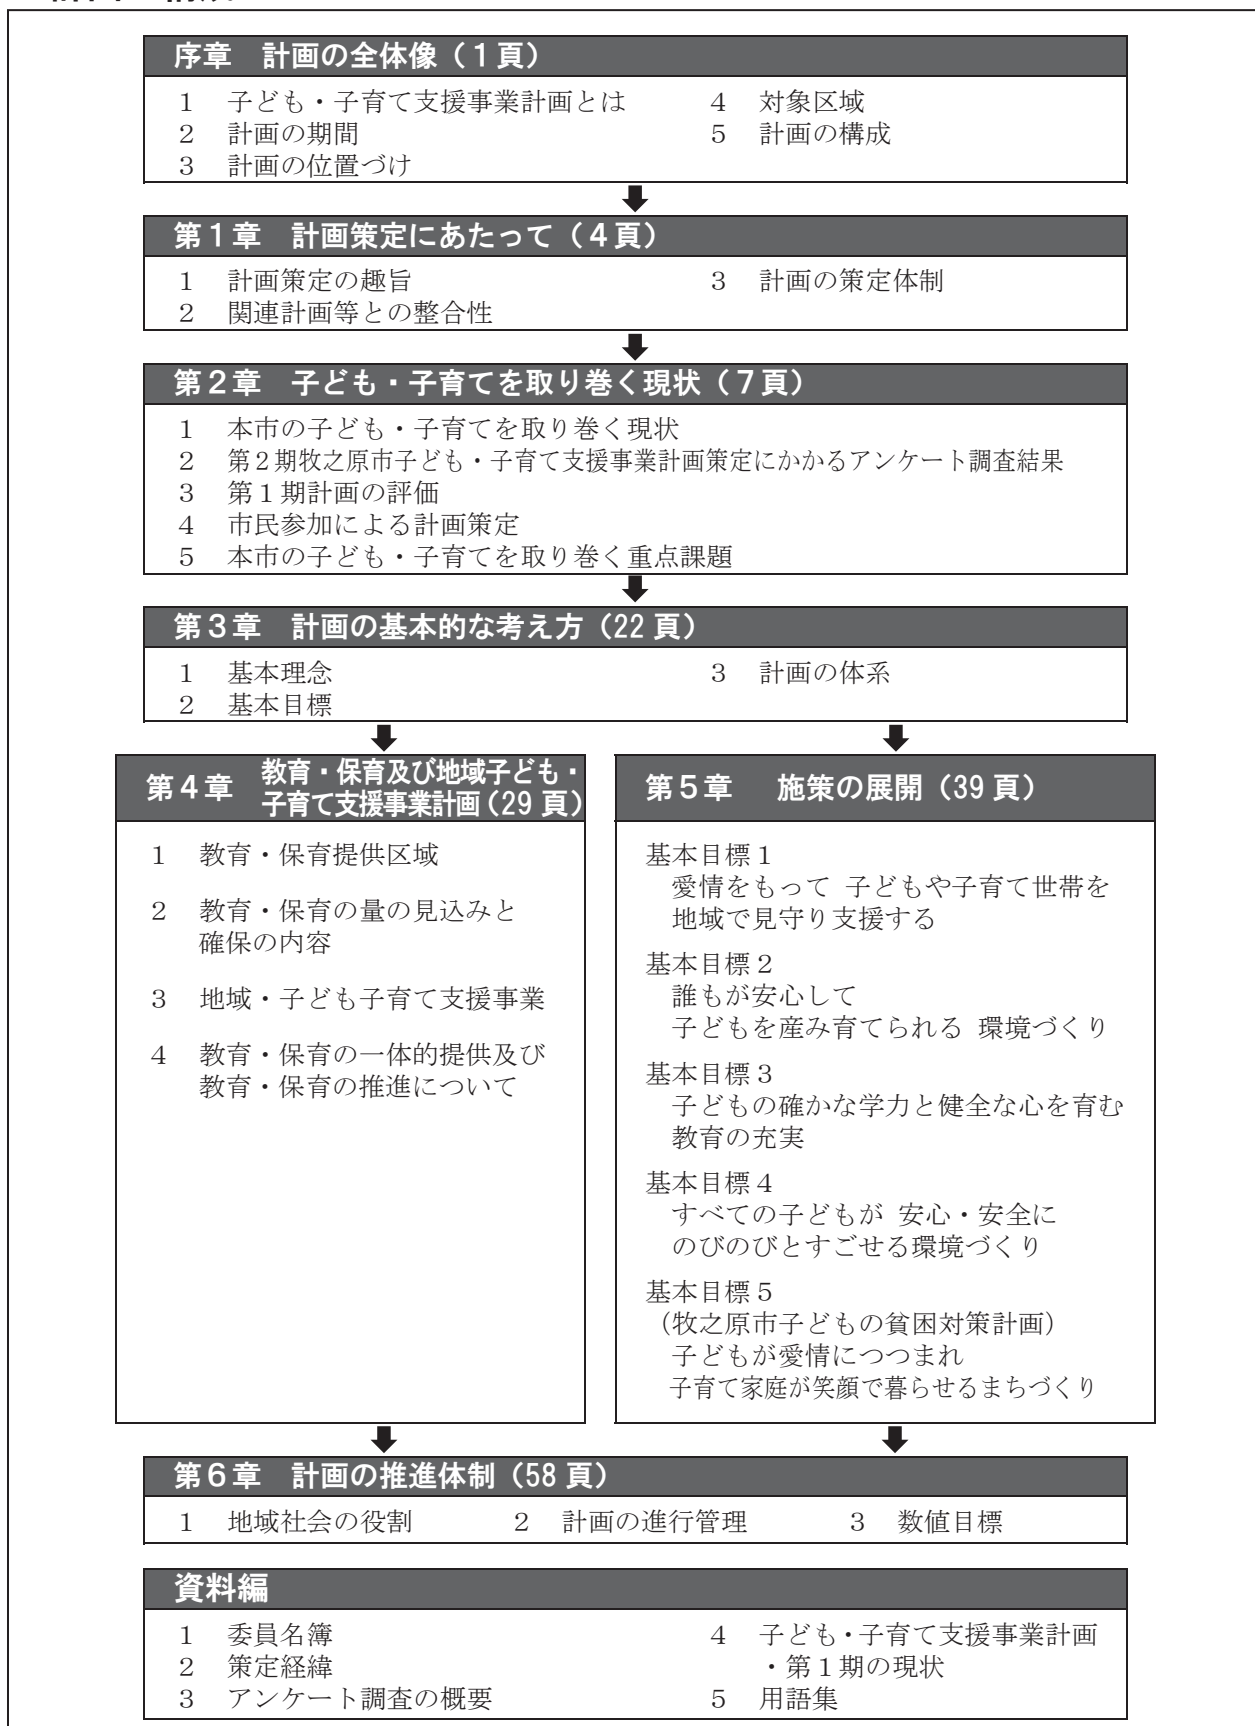 序章　計画の全体像（１頁）
１　子ども・子育て支援事業計画とは
２　計画の期間
３　計画の位置づけ
４　対象区域
５　計画の構成
第１章　計画策定にあたって（４頁）
１　計画策定の趣旨
２　関連計画等との整合性
３　計画の策定体制
第２章　子ども・子育てを取り巻く現状（７頁）
１　本市の子ども・子育てを取り巻く現状
２　第２期牧之原市子ども・子育て支援事業計画策定にかかるアンケート調査結果
３　第１期計画の評価
４　市民参加による計画策定
５　本市の子ども・子育てを取り巻く重点課題
第３章　計画の基本的な考え方（22 頁）
１　基本理念
２　基本目標
３　計画の体系
第４章　教育・保育及び地域子ども・
子育て支援事業計画（29 頁）
１　教育・保育提供区域
２　教育・保育の量の見込みと
確保の内容
３　地域・子ども子育て支援事業
４　教育・保育の一体的提供及び
教育・保育の推進について
第５章　施策の展開（39 頁）
基本目標１
愛情をもって 子どもや子育て世帯を
地域で見守り支援する
基本目標２
誰もが安心して
子どもを産み育てられる 環境づくり
基本目標３
子どもの確かな学力と健全な心を育む
教育の充実
基本目標４
すべての子どもが 安心・安全に
のびのびとすごせる環境づくり
基本目標５
（牧之原市子どもの貧困対策計画）
子どもが愛情につつまれ
子育て家庭が笑顔で暮らせるまちづくり
第６章　計画の推進体制（58 頁）
１　地域社会の役割　２　計画の進行管理　３　数値目標
資料編
１　委員名簿
２　策定経緯
３　アンケート調査の概要
４　子ども・子育て支援事業計画
・第１期の現状
５　用語集